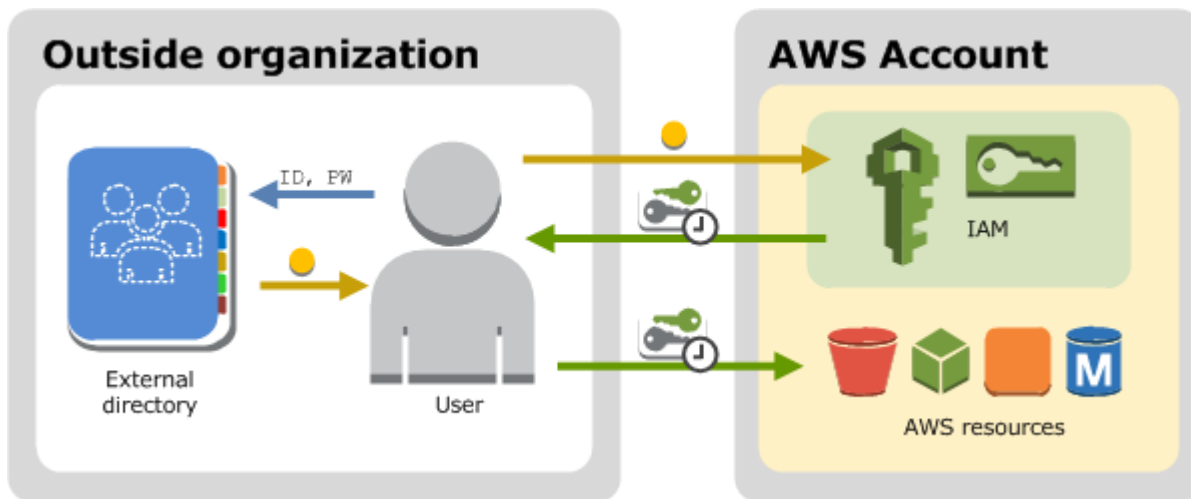 Outside organization
AWS Account
ID, PW
IAM
External
directory
User
AWS resources
M